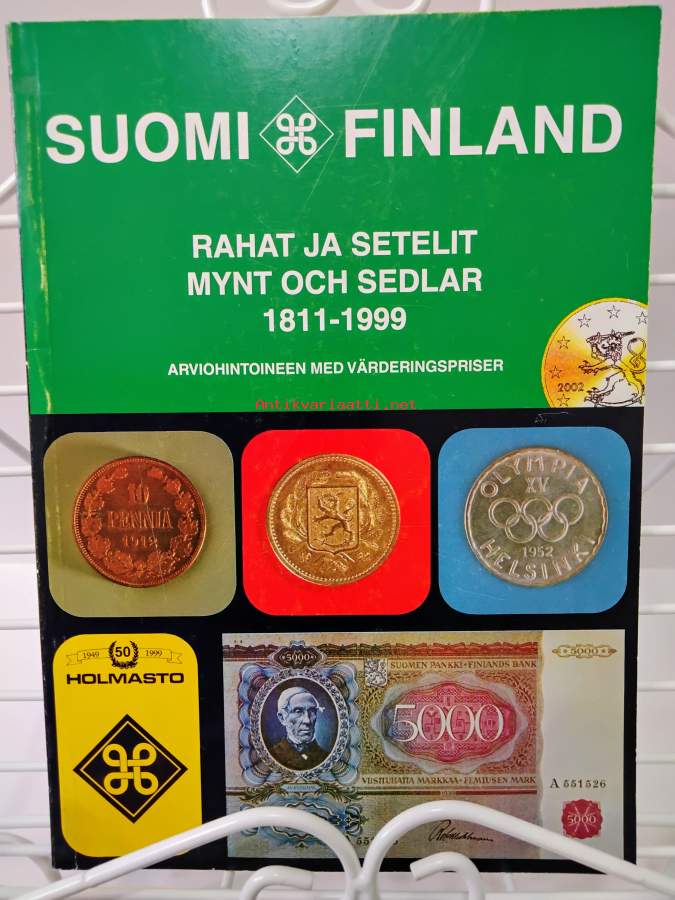 SUOMI FINLAND
RAHAT JA SETELIT
MYNT OCH SEDLAR
1811-1999
ARVIOHINTOINEEN MED VÄRDERINGSPRISER
2002
Antikvariaatti.net
10
PENNIÄ
OLYMPIA
XV
1952
HELSINKI
1949 50 1999
HOLMASTO
5000
SUOMEN PANKKI • FINLANDS BANK
5000
5000
VIISITUHATTA MARKKAA • FEMTUSEN MARK
A 551526
5000